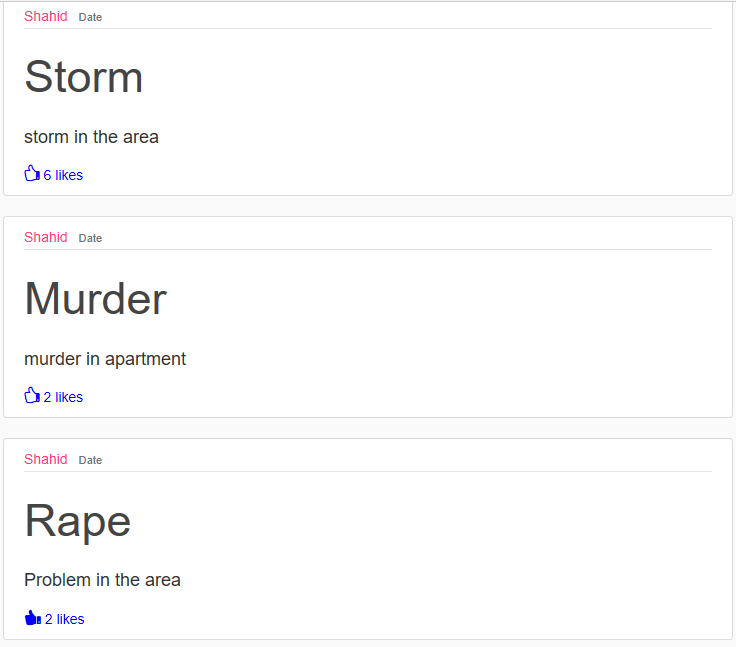 Shahid Date
Storm
storm in the area
6 likes
Shahid Date
Murder
murder in apartment
2 likes
Shahid Date
Rape
Problem in the area
2 likes